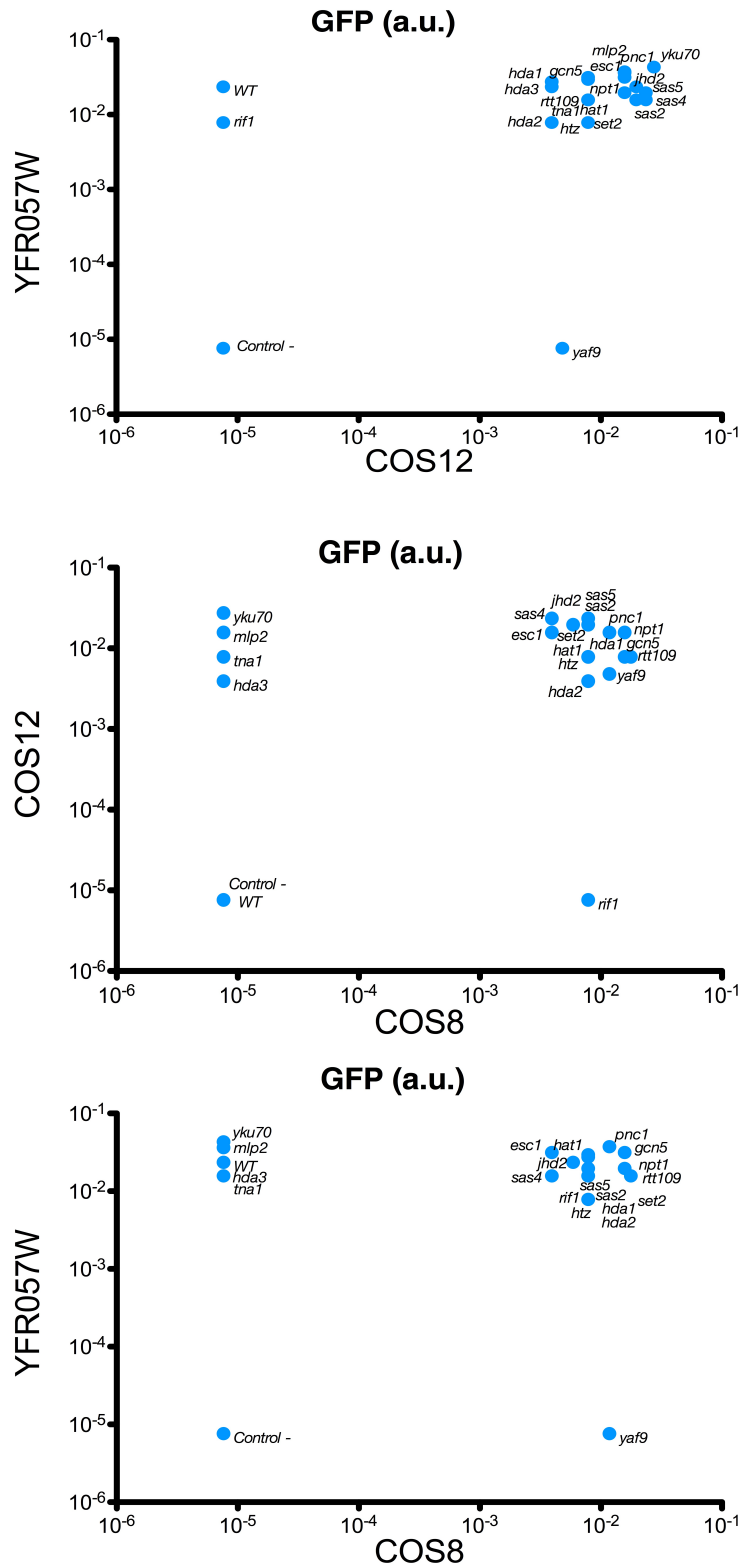 GFP (a.u.)
10-1
10-2
10-3
10-4
10-5
10-6
YFR057W
mlp2
pnc1
yku70
esc1
hda1
gcn5
jhd2
hda3
npt1
sas5
WT
rtt109
sas4
tna1
hat1
sas2
rif1
hda2
htz
set2
Control -
yaf9
10-6
10-5
10-4
10-3
10-2
10-1
COS12
GFP (a.u.)
10-1
10-2
10-3
10-4
10-5
10-6
COS12
yku70
mlp2
tna1
hda3
jhd2
sas5
sas2
sas4
pnc1
npt1
esc1
set2
hda1
gcn5
hat1
rtt109
htz
yaf9
hda2
Control -
WT
rif1
10-6
10-5
10-4
10-3
10-2
10-1
COS8
GFP (a.u.)
10-1
10-2
10-3
10-4
10-5
10-6
YFR057W
yku70
mlp2
WT
hda3
tna1
pnc1
esc1
hat1
gcn5
jhd2
npt1
sas4
rtt109
sas5
rif1
sas2
set2
htz
hda1
hda2
Control -
yaf9
10-6
10-5
10-4
10-3
10-2
10-1
COS8